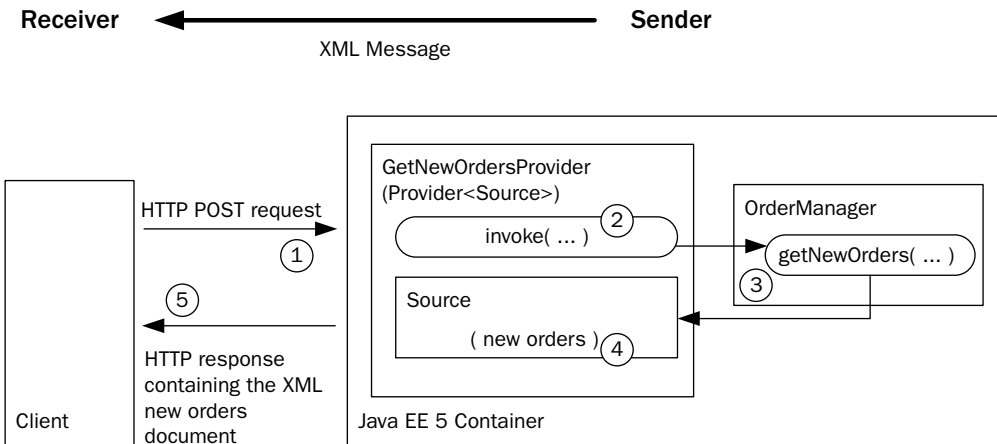 Receiver
Sender
XML Message
GetNewOrdersProvider
(Provider<Source>)
OrderManager
HTTP POST request
2
invoke( ... )
getNewOrders( ... )
1
3
5
Source
( new orders )
4
HTTP response
containing the XML
new orders
document
Client
Java EE 5 Container